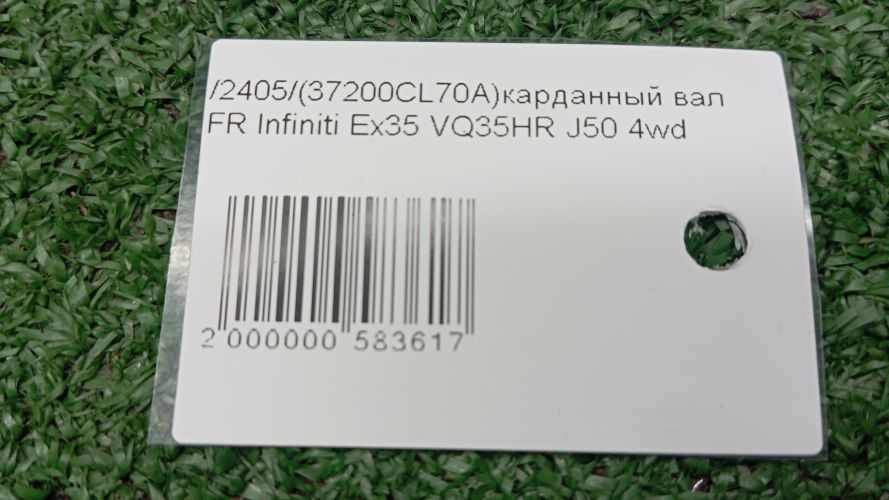 /2405/(37200CL70A)карданный вал
FR Infiniti Ex35 VQ35HR J50 4wd
2 000000 583617